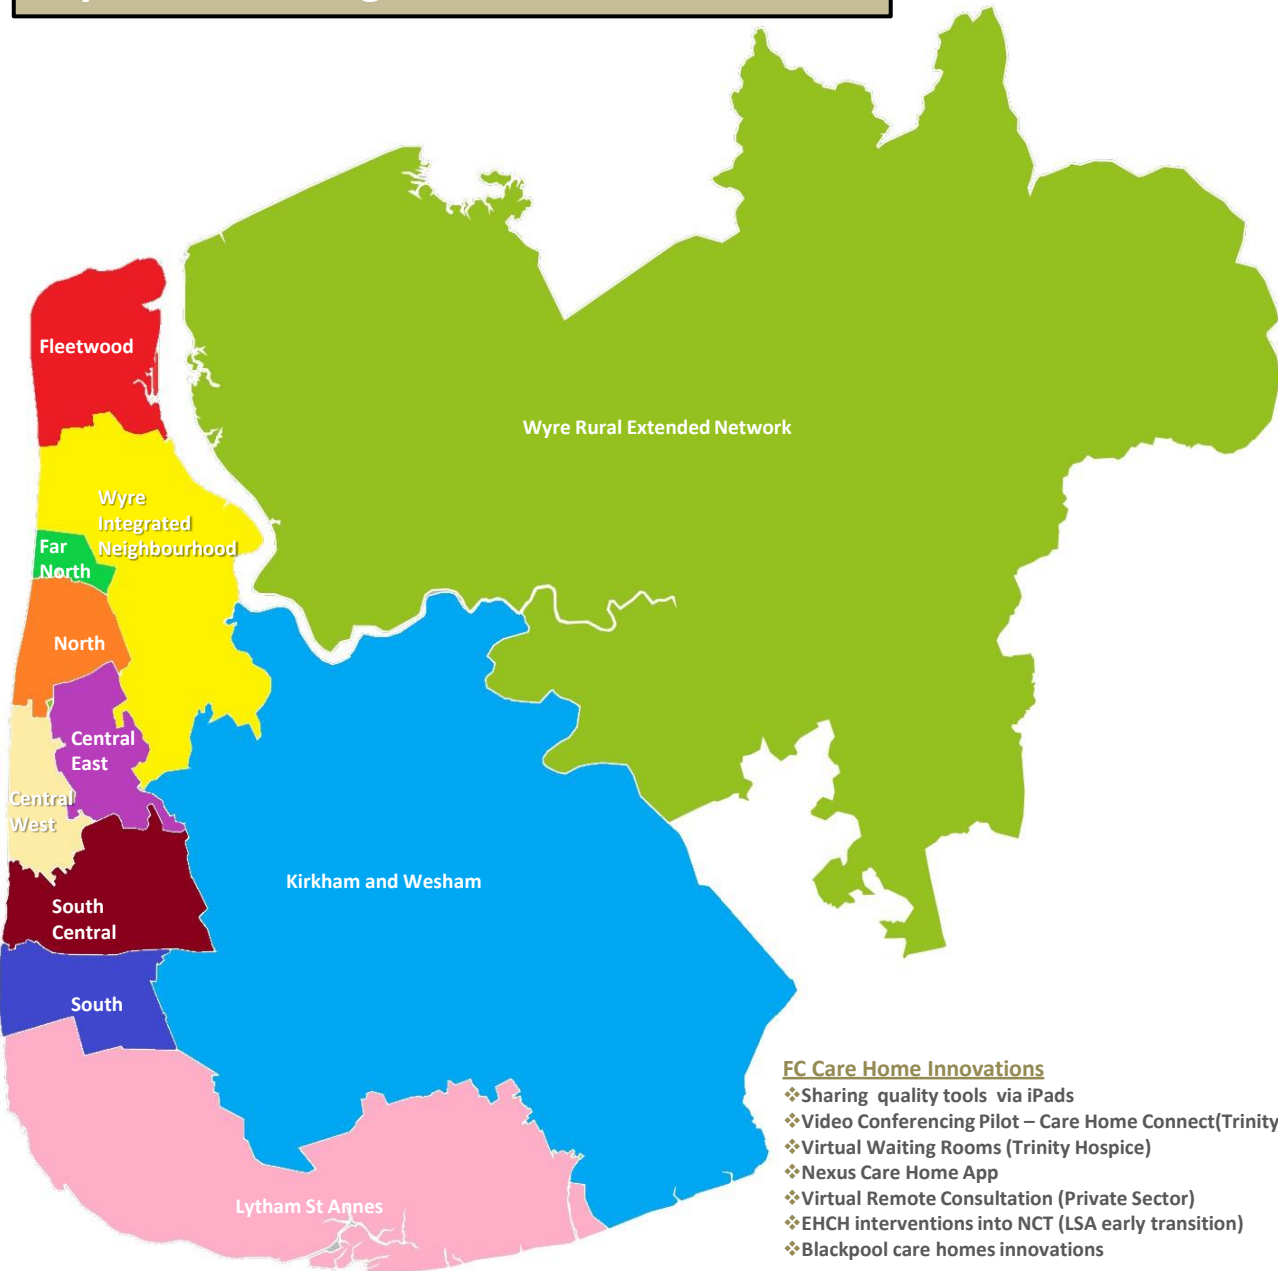 Fleetwood
Wyre Rural Extended Network
Wyre
Integrated
Neighbourhood
Far
North
North
Central
East
Central
West
Kirkham and Wesham
South
Central
South
Lytham St Annes
FC Care Home Innovations
❖Sharing quality tools via iPads
❖Video Conferencing Pilot – Care Home Connect(Trinity
❖Virtual Waiting Rooms (Trinity Hospice)
❖Nexus Care Home App
❖Virtual Remote Consultation (Private Sector)
❖EHCH interventions into NCT (LSA early transition)
❖Blackpool care homes innovations